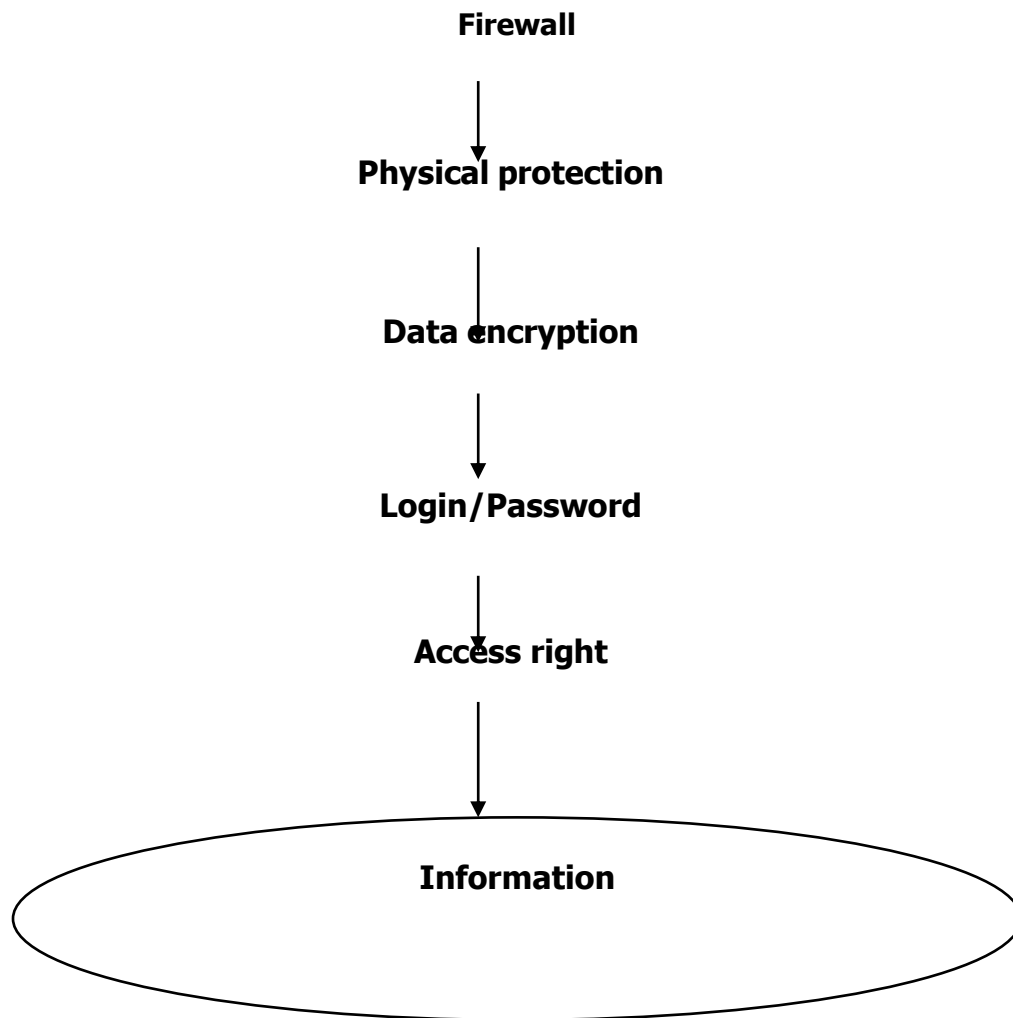 Firewall
Physical protection
Data encryption
Login/Password
Access right
Information